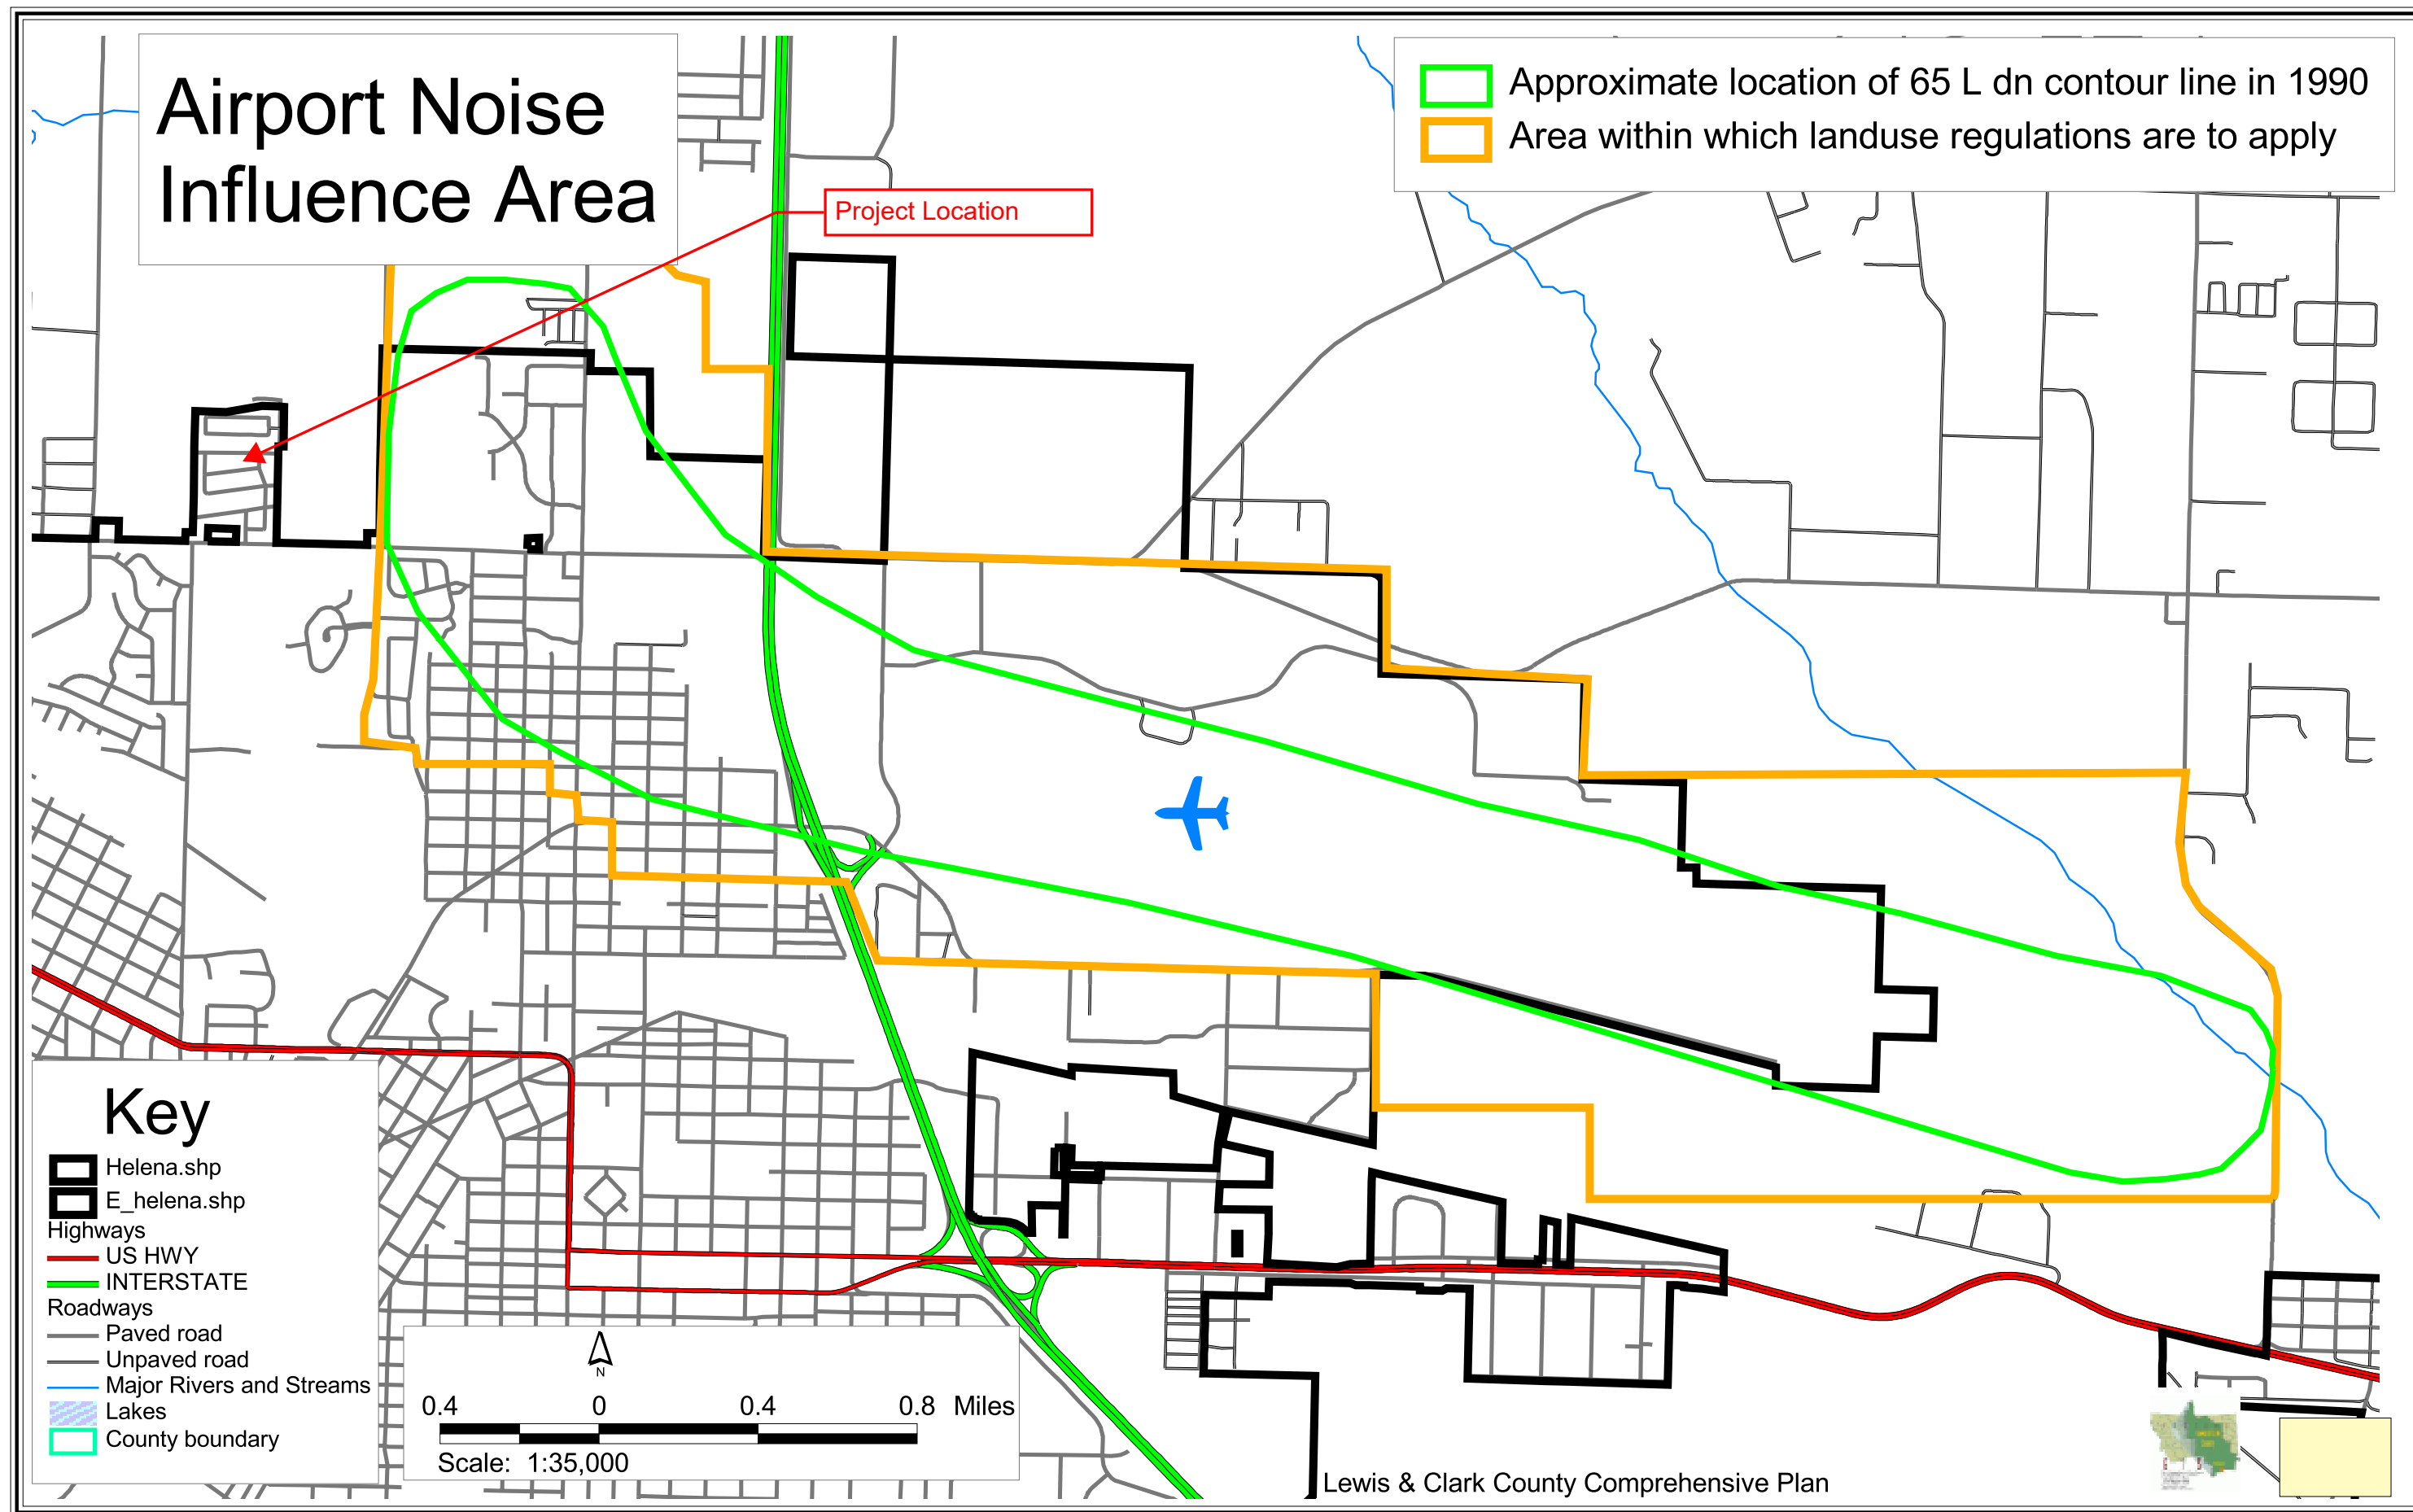 Airport Noise
Influence Area
Approximate location of 65 L dn contour line in 1990
Area within which landuse regulations are to apply
Project Location
Key
Helena.shp
E_helena.shp
Highways
US HWY
INTERSTATE
Roadways
Paved road
Unpaved road
Major Rivers and Streams
Lakes
County boundary
N
0.4 0 0.4 0.8 Miles
Scale: 1:35,000
Lewis & Clark County Comprehensive Plan